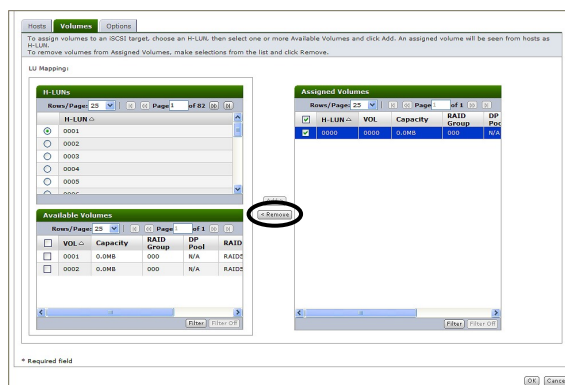 Hosts Volumes Options
To assign volumes to an iSCSI target, choose an H-LUN, then select one or more Available Volumes and click Add. An assigned volume will be seen from hosts as
H-LUN.
To remove volumes from Assigned Volumes, make selections from the list and click Remove.
LU Mapping:
H-LUNs
Rows/Page: 25 Page 1 of 82
H-LUN
0001
0002
0003
0004
0005
0006
Add >
< Remove
Available Volumes
Rows/Page: 25 Page 1 of 1
VOL Capacity RAID Group DP Pool RAID
0001 0.0MB 000 N/A RAID5
0002 0.0MB 000 N/A RAID5
Filter Filter Off
Assigned Volumes
Rows/Page: 25 Page 1 of 1
H-LUN VOL Capacity RAID Group DP Poo
0000 0000 0.0MB 000 N/A
Filter Filter Off
* Required field
OK Cance